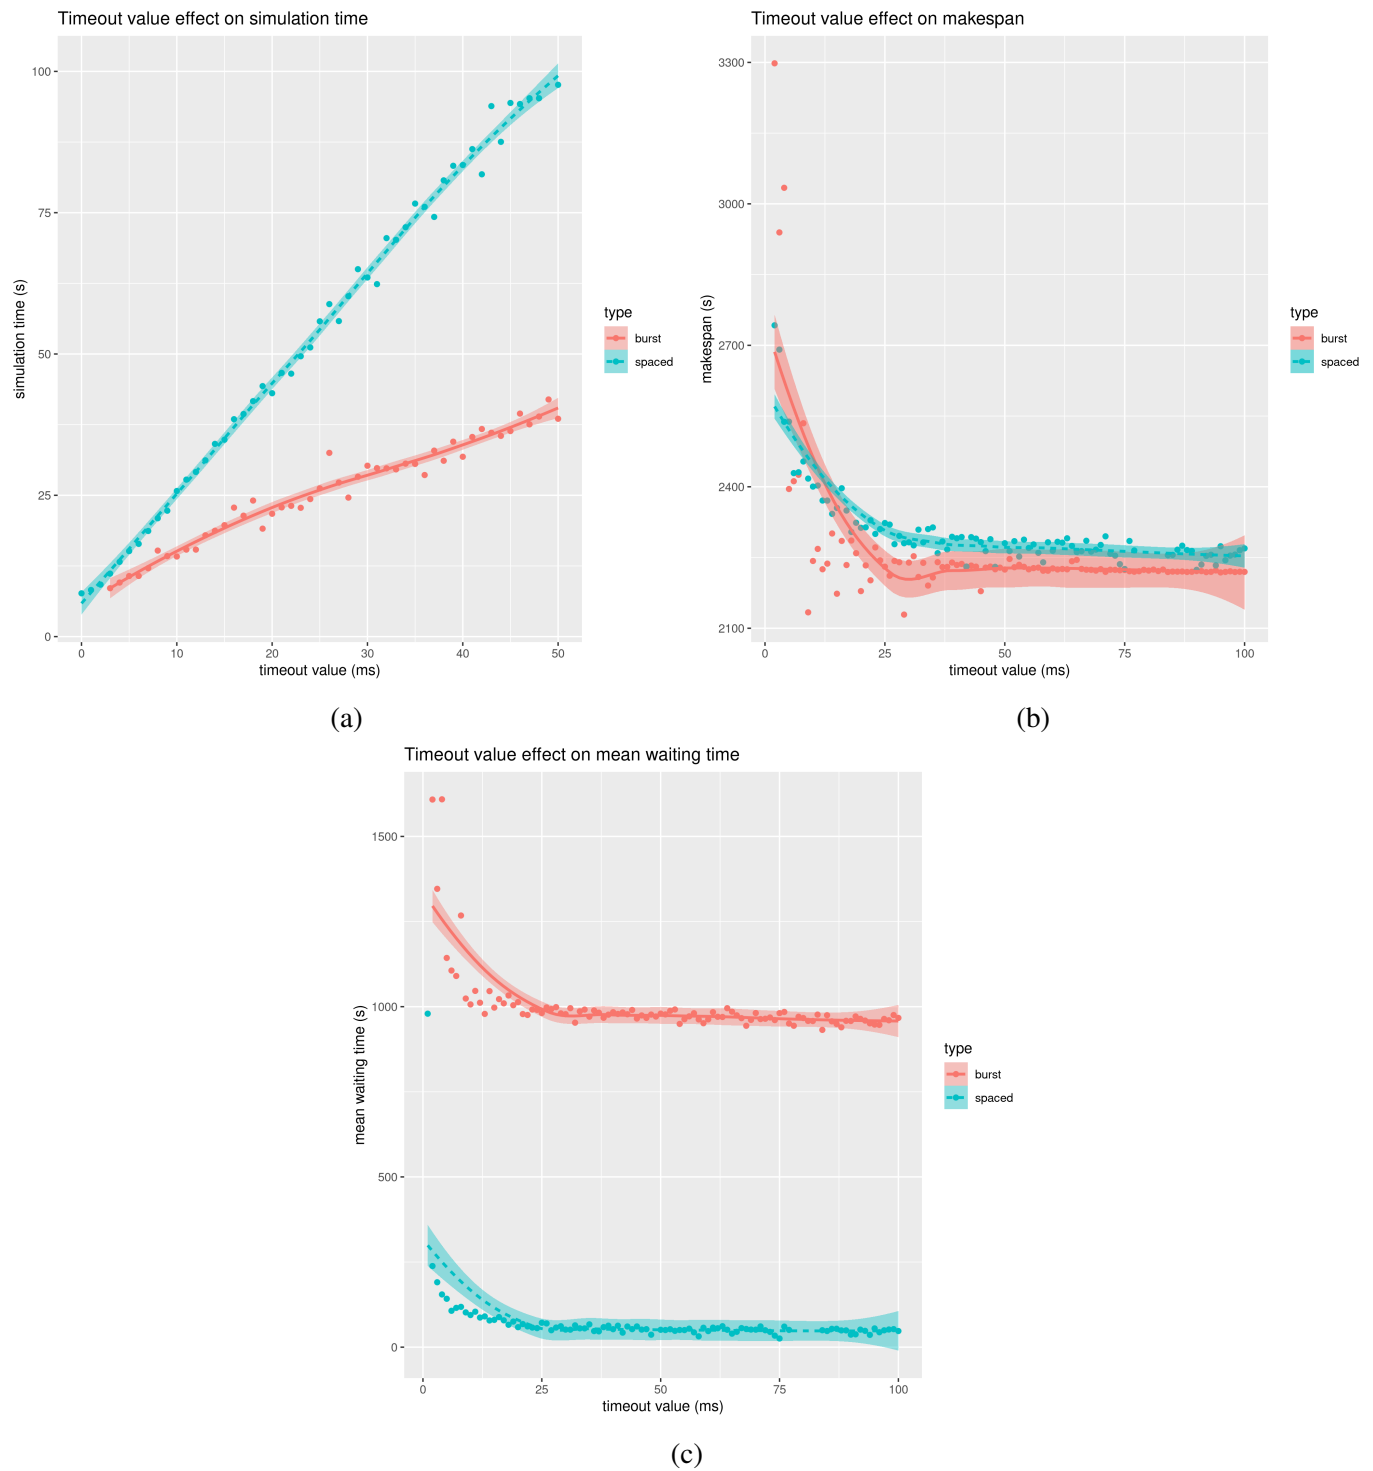 Timeout value effect on simulation time
simulation time (s)
100
75
50
25
0
0 10 20 30 40 50
timeout value (ms)
type
burst
spaced
(a)
Timeout value effect on makespan
makespan (s)
3300
3000
2700
2400
2100
0 25 50 75 100
timeout value (ms)
type
burst
spaced
(b)
Timeout value effect on mean waiting time
mean waiting time (s)
1500
1000
500
0
0 25 50 75 100
timeout value (ms)
type
burst
spaced
(c)